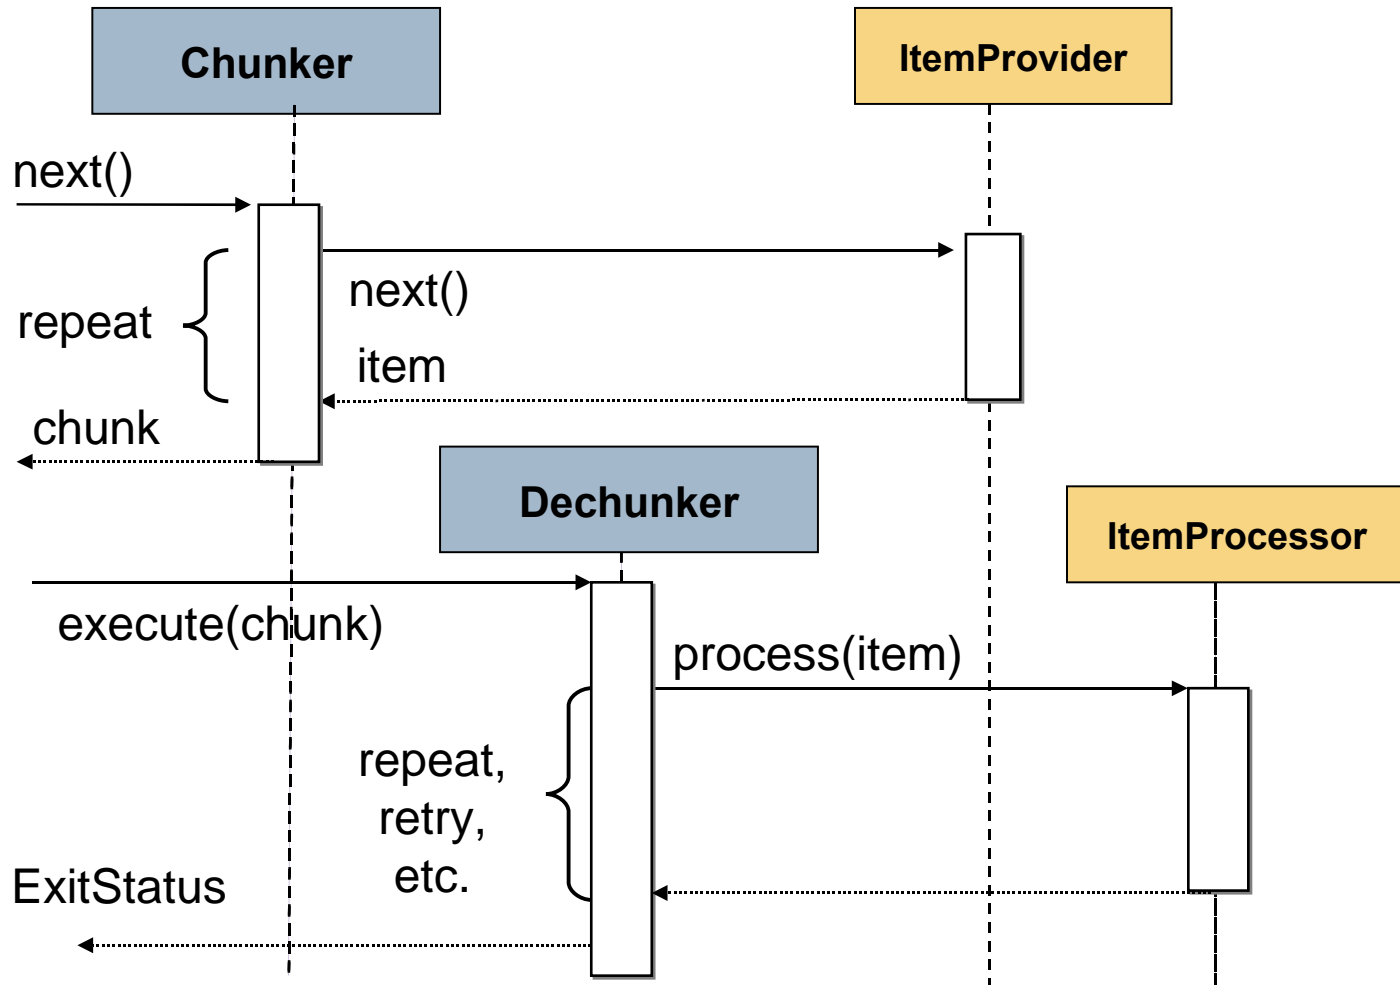 Chunker
ItemProvider
next()
next()
repeat
item
chunk
Dechunker
ItemProcessor
execute(chunk)
process(item)
repeat,
retry,
etc.
ExitStatus